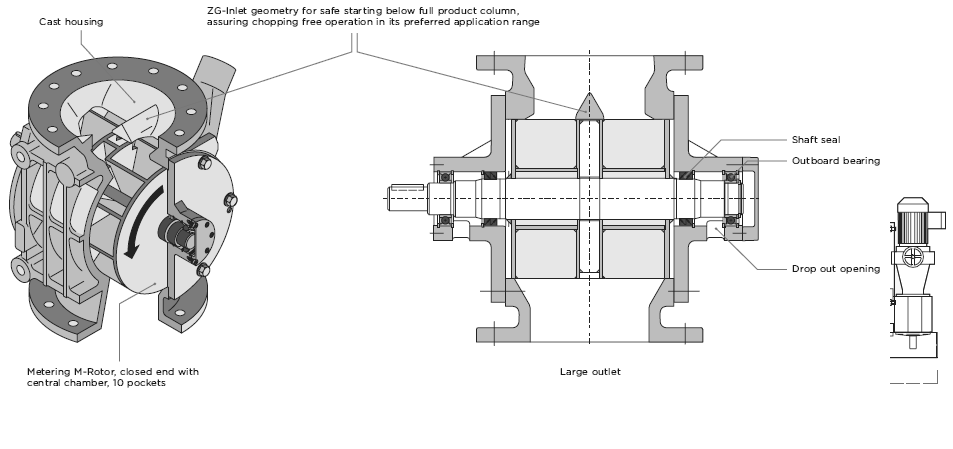 ZG-Inlet geometry for safe starting below full product column,
assuring chopping free operation in its preferred application range
Cast housing
Shaft seal
Outboard bearing
Drop out opening
Metering M-Rotor, closed end with
central chamber, 10 pockets
Large outlet